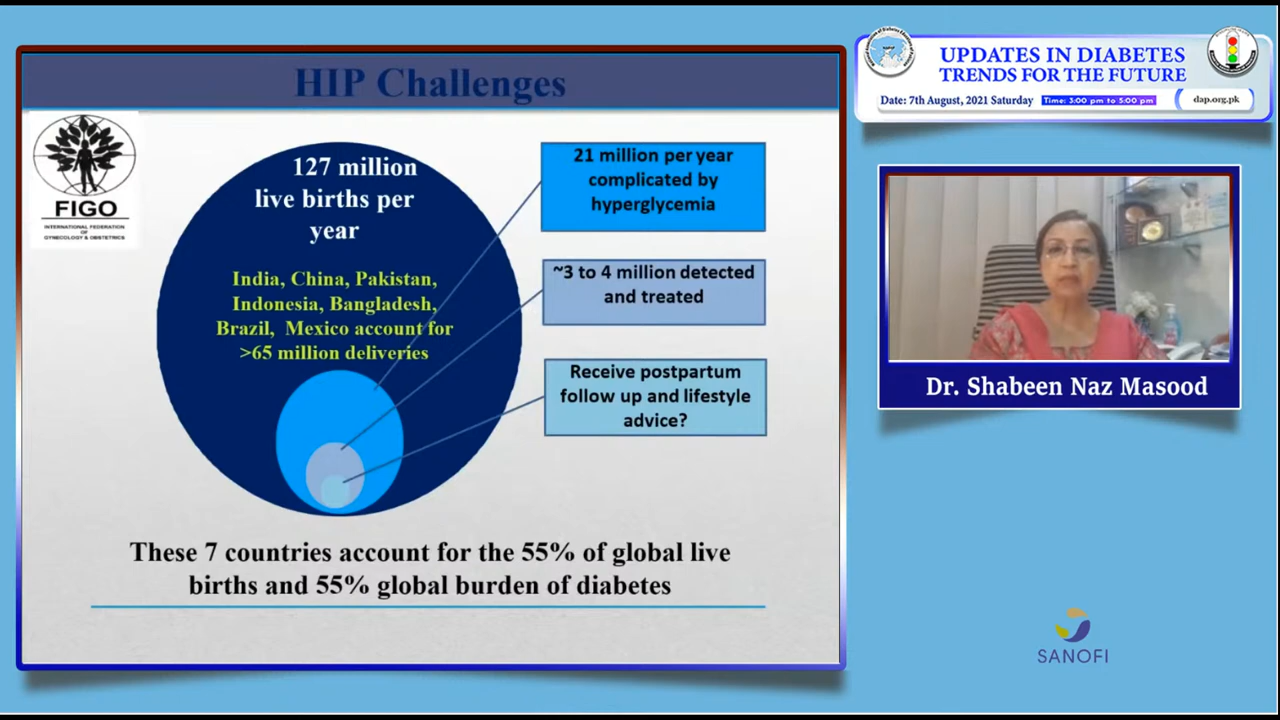 HIP Challenges
FIGO
INTERNATIONAL FEDERATION
OF
GYNECOLOGY & OBSTETRICS
127 million
live births per
year
India, China, Pakistan,
Indonesia, Bangladesh,
Brazil, Mexico account for
>65 million deliveries
21 million per year
complicated by
hyperglycemia
~3 to 4 million detected
and treated
Receive postpartum
follow up and lifestyle
advice?
These 7 countries account for the 55% of global live
births and 55% global burden of diabetes
UPDATES IN DIABETES
TRENDS FOR THE FUTURE
Date: 7th August, 2021 Saturday Time: 3:00 pm to 5:00 pm dap.org.pk
Dr. Shabeen Naz Masood
SANOFI